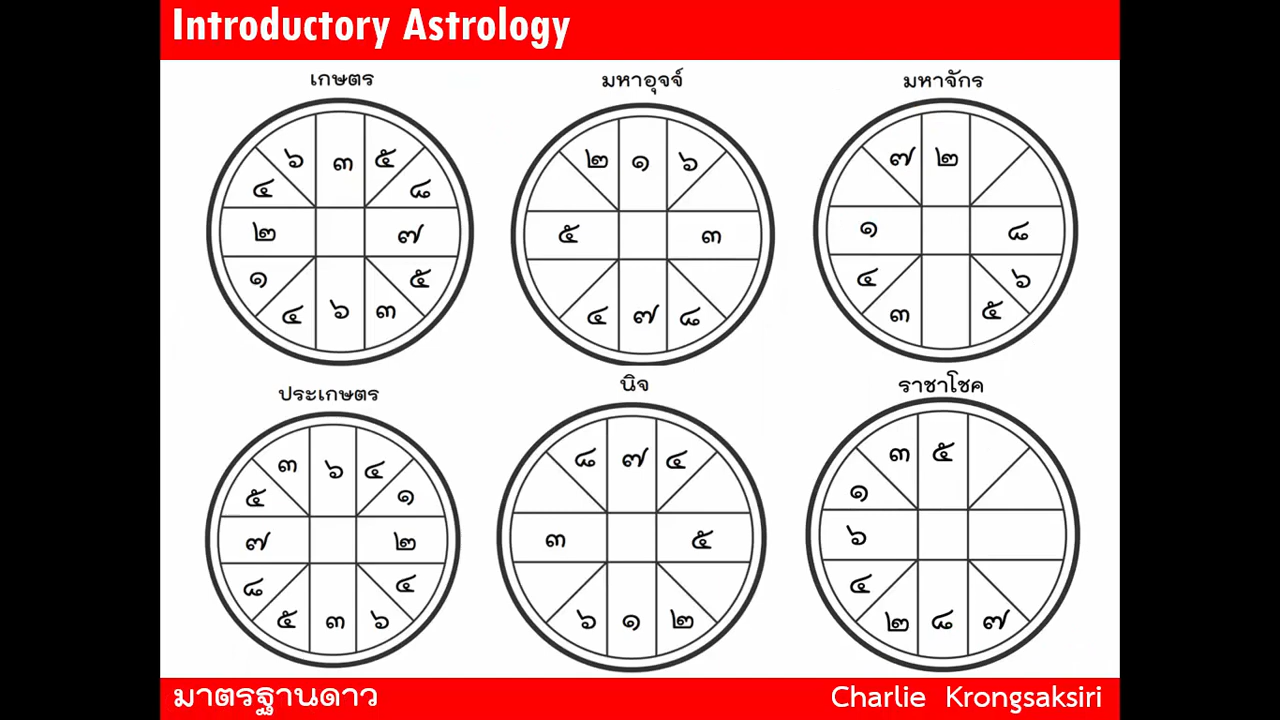 Introductory Astrology
เกษตร มหาอุจจ์ มหาจักร
๖ ๓ ๕
๔ ๘
๒ ๗
๑ ๕
๔ ๖ ๓
๒ ๑ ๖
๕ ๓
๔ ๗ ๘
๗ ๒
๑ ๘
๔ ๖
๓ ๕
ประเกษตร นิจ ราชาโชค
๓ ๖ ๔
๕ ๑
๗ ๒
๘ ๔
๕ ๓ ๖
๘ ๗ ๔
๓ ๕
๖ ๑ ๒
๓ ๕
๑
๖
๔
๒ ๘ ๗
มาตรฐานดาว
Charlie Krongsaksiri